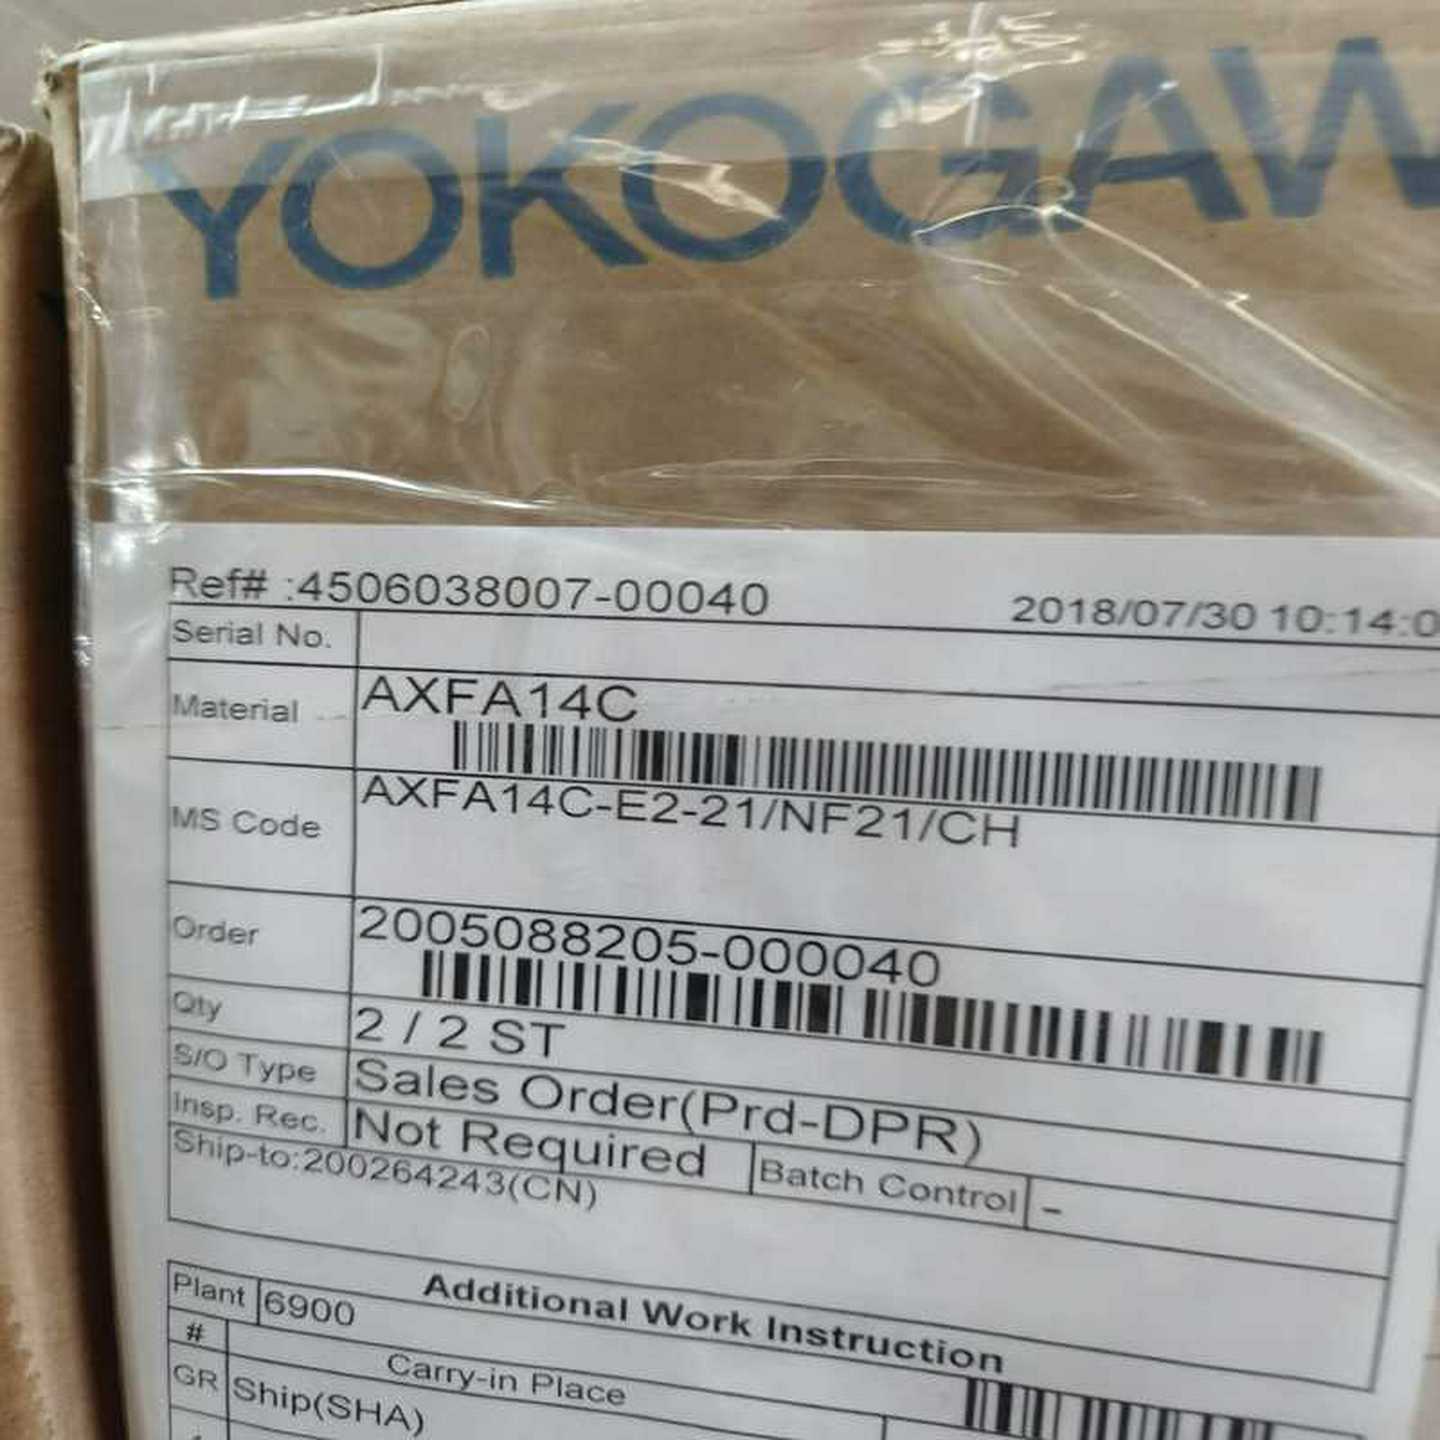 YOKOGAW
Ref# :4506038007-00040 2018/07/30 10:14:0
Serial No.
Material AXFA14C
MS Code AXFA14C-E2-21/NF21/CH
Order 2005088205-000040
Qty 2 / 2 ST
S/O Type Sales Order(Prd-DPR)
Insp. Rec. Not Required Batch Control -
Ship-to:200264243(CN)
Additional Work Instruction
Plant 6900
# Carry-in Place
GR Ship(SHA)